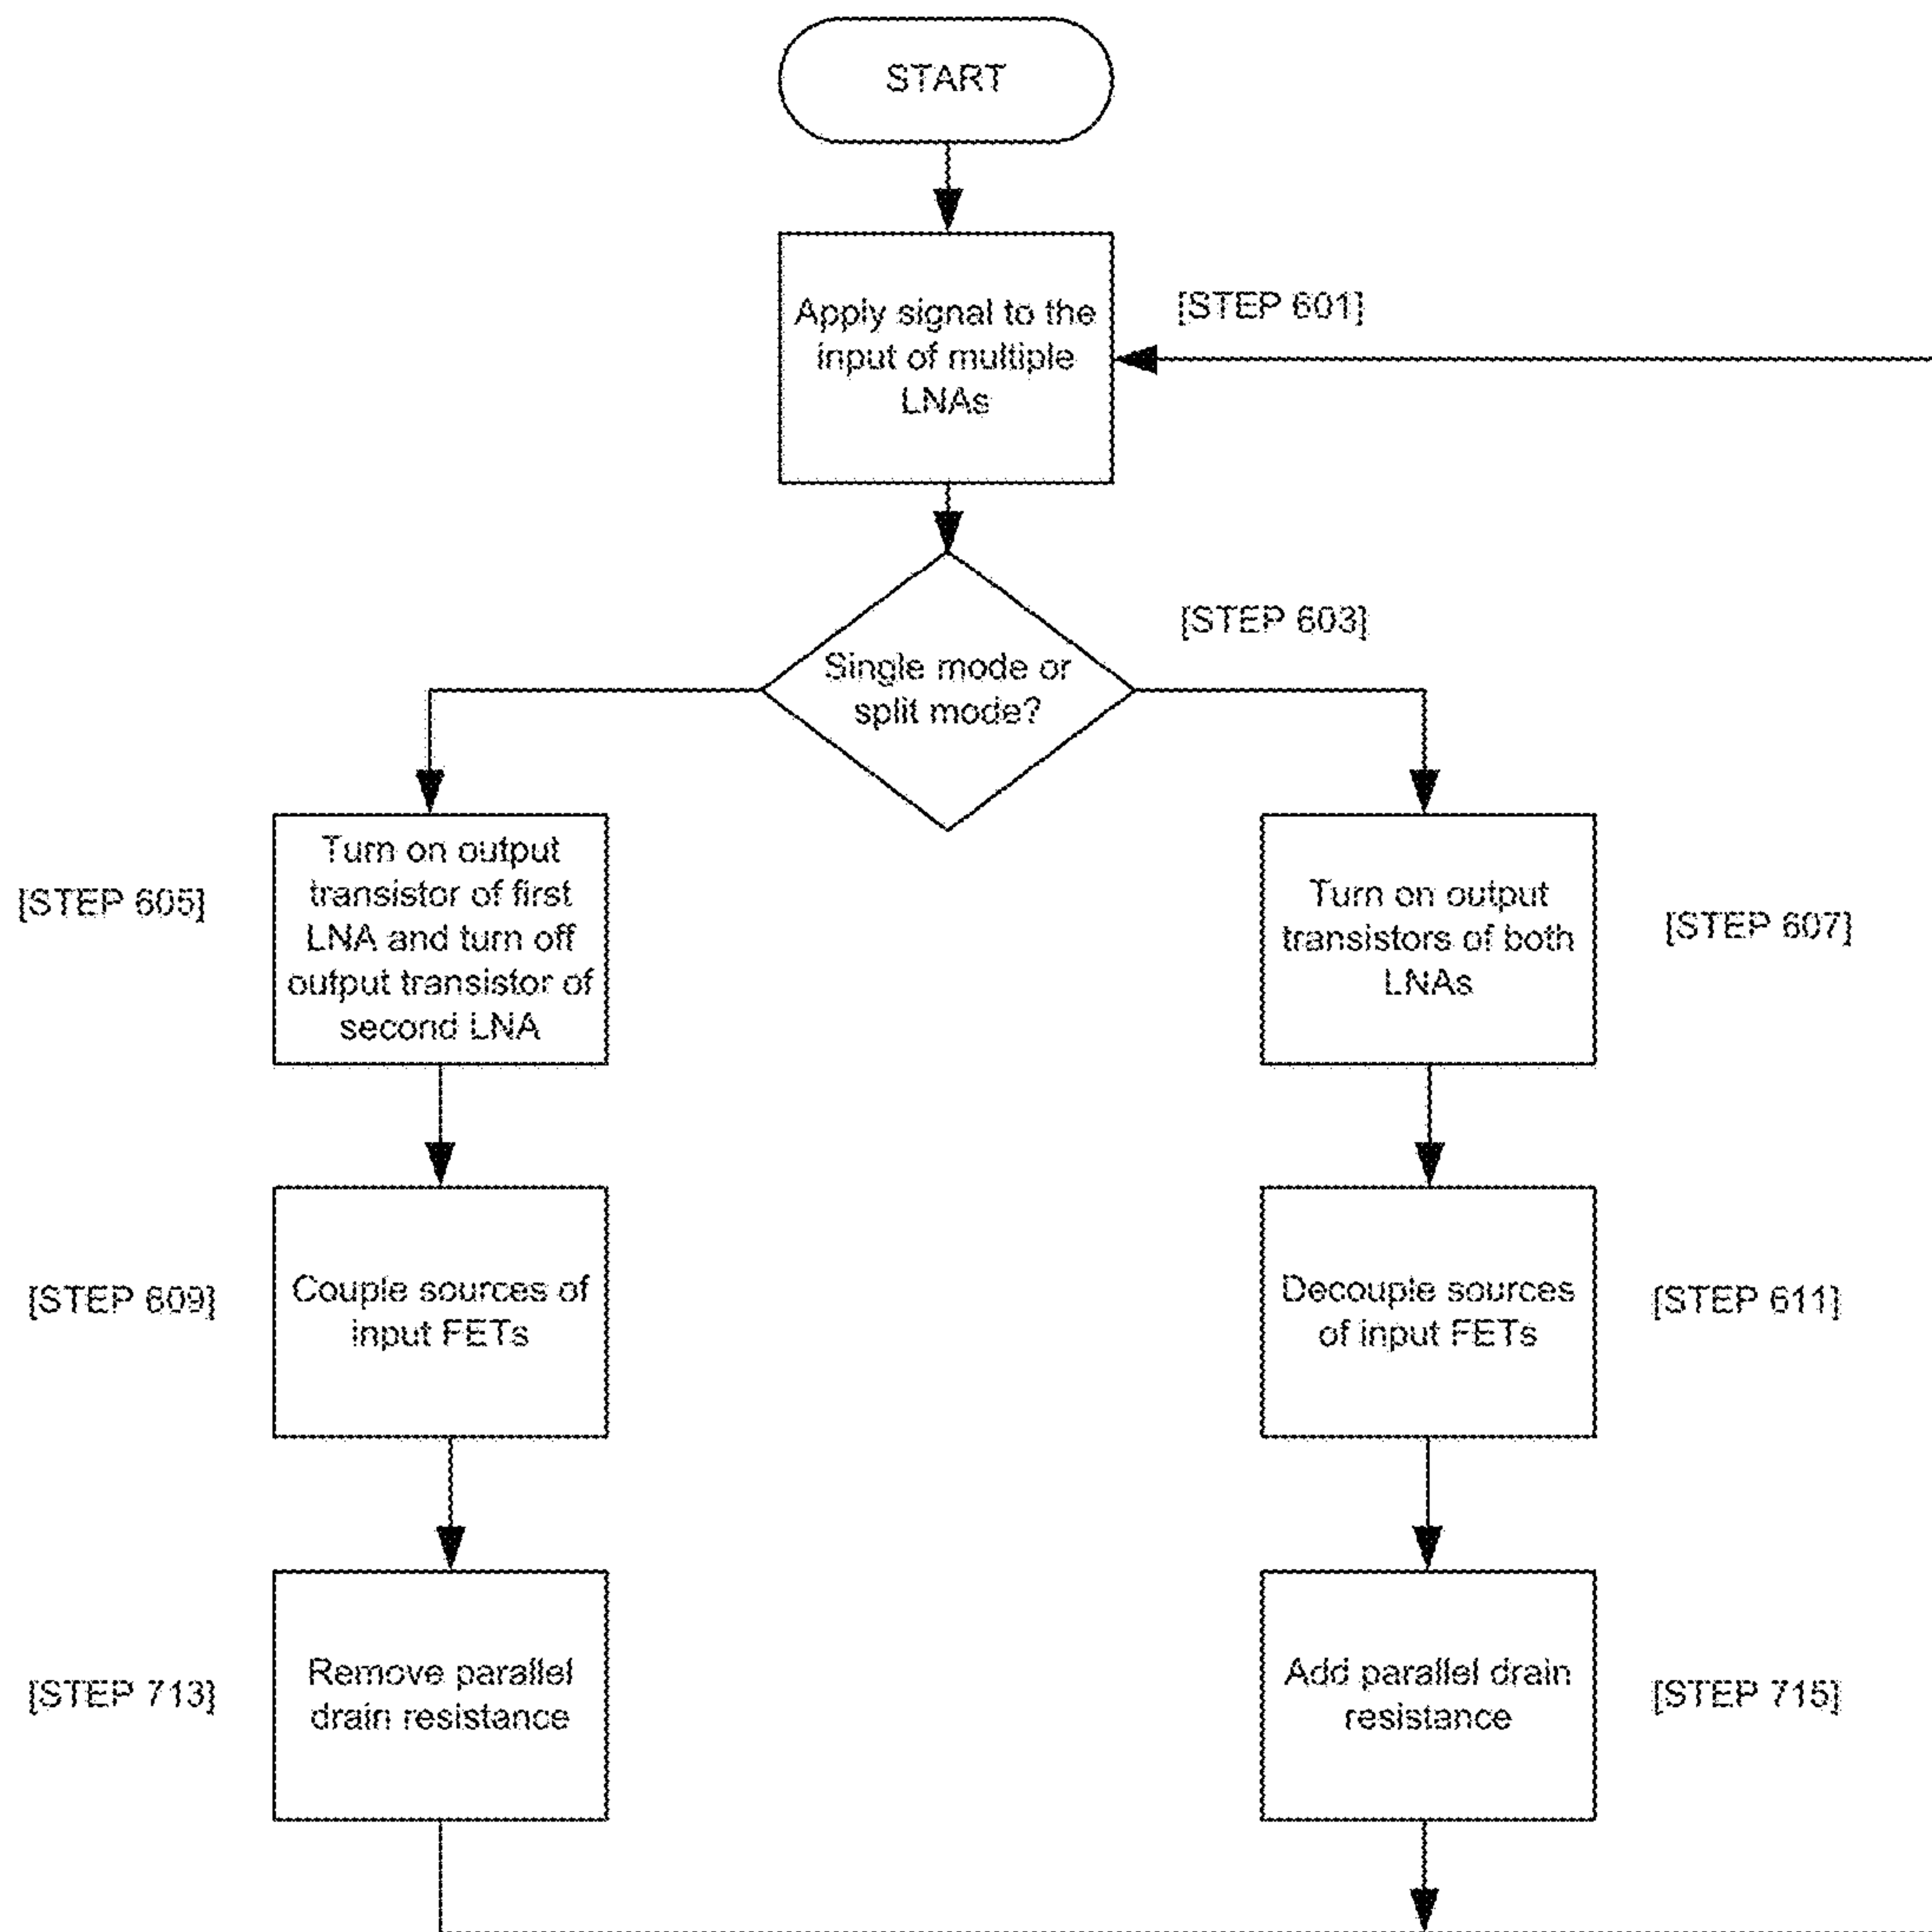 START
Apply signal to the
input of multiple
LNAs
[STEP 601]
[STEP 603]
Single mode or
split mode?
[STEP 605]
Turn on output
transistor of first
LNA and turn off
output transistor of
second LNA
Turn on output
transistors of both
LNAs
[STEP 607]
[STEP 609]
Couple sources of
input FETs
Decouple sources
of input FETs
[STEP 611]
[STEP 713]
Remove parallel
drain resistance
Add parallel drain
resistance
[STEP 715]